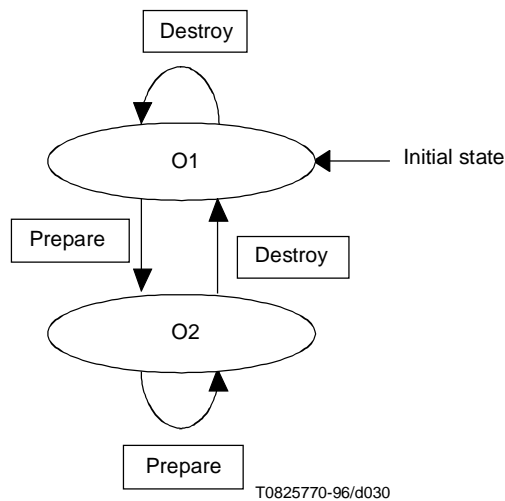 Destroy
O1
Initial state
Prepare
Destroy
O2
Prepare
T0825770-96/d030